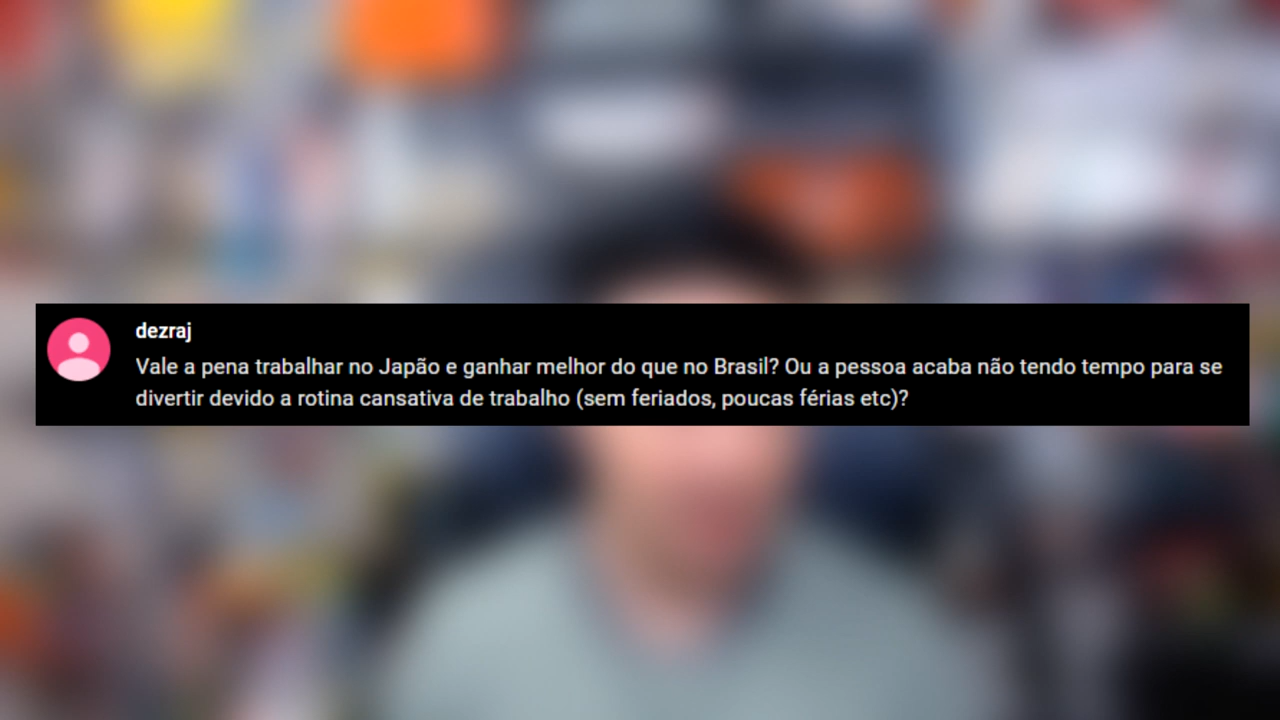 dezraj
Vale a pena trabalhar no Japão e ganhar melhor do que no Brasil? Ou a pessoa acaba não tendo tempo para se
divertir devido a rotina cansativa de trabalho (sem feriados, poucas férias etc)?